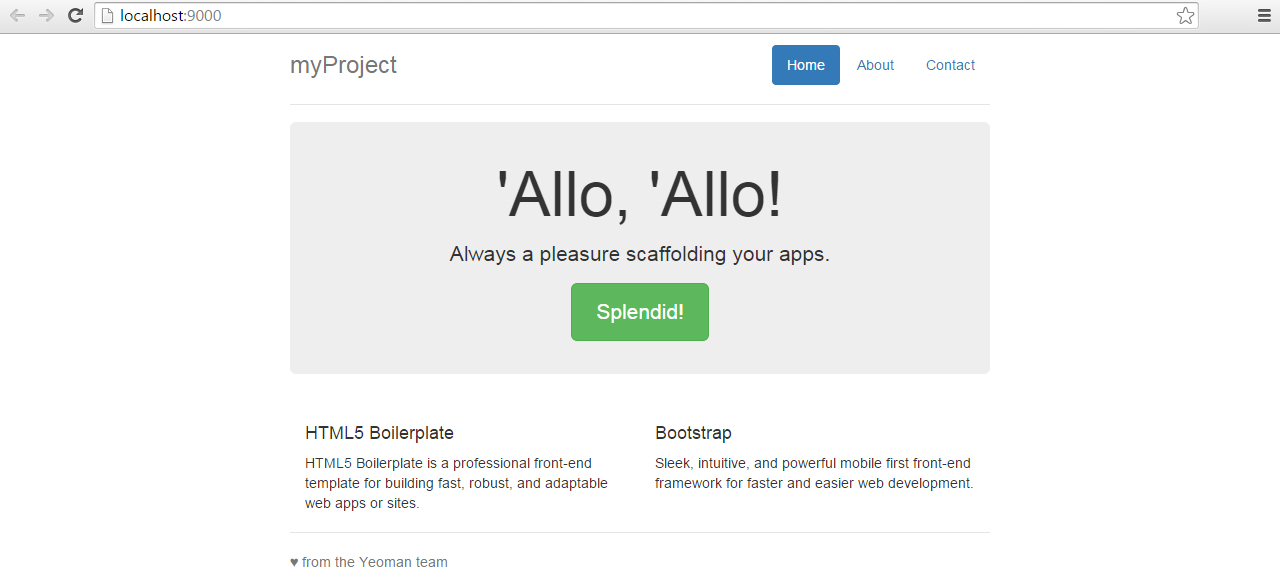 localhost:9000
myProject
Home
About
Contact
'Allo, 'Allo!
Always a pleasure scaffolding your apps.
Splendid!
HTML5 Boilerplate
HTML5 Boilerplate is a professional front-end
template for building fast, robust, and adaptable
web apps or sites.
Bootstrap
Sleek, intuitive, and powerful mobile first front-end
framework for faster and easier web development.
♥ from the Yeoman team